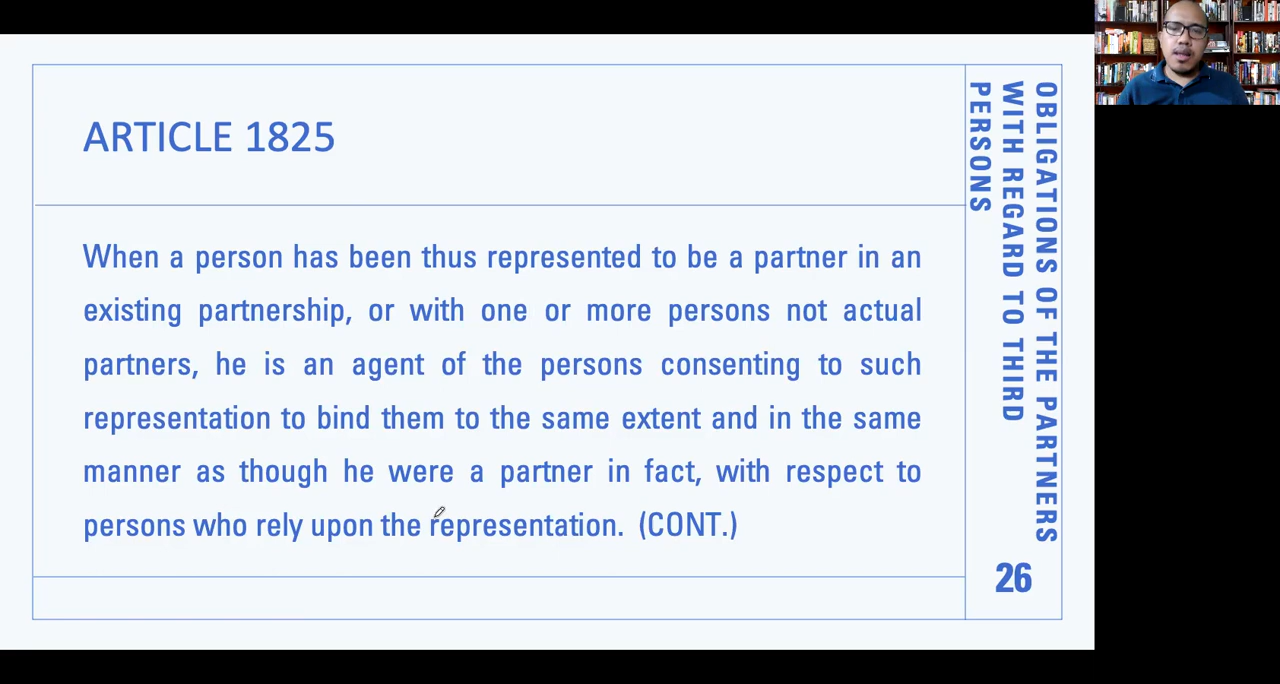 ARTICLE 1825
When a person has been thus represented to be a partner in an
existing partnership, or with one or more persons not actual
partners, he is an agent of the persons consenting to such
representation to bind them to the same extent and in the same
manner as though he were a partner in fact, with respect to
persons who rely upon the representation. (CONT.)
OBLIGATIONS OF THE PARTNERS
WITH REGARD TO THIRD
PERSONS
26